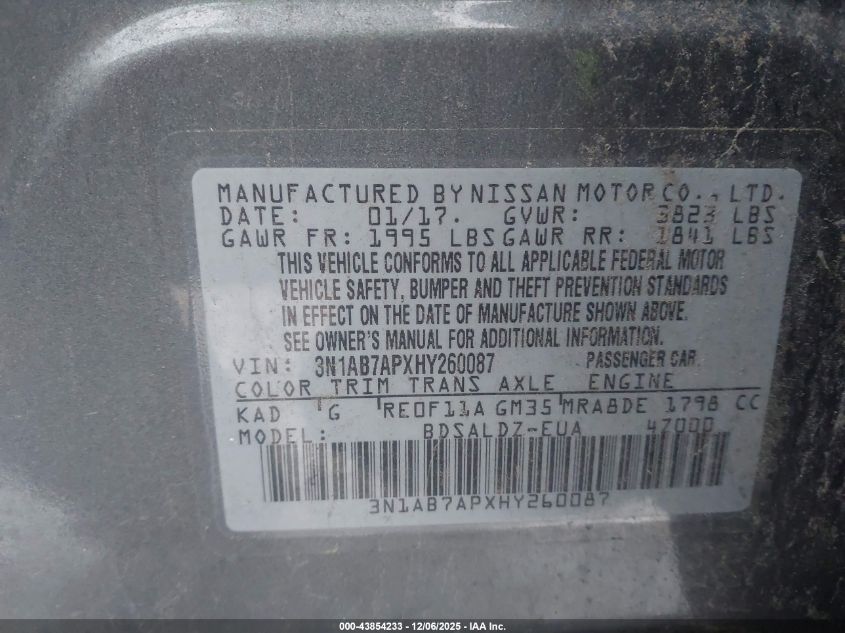 MANUFACTURED BY NISSAN MOTOR CO., LTD.
DATE: 01/17. GVWR: 3823 LBS
GAWR FR: 1995 LBS GAWR RR: 1841 LBS
THIS VEHICLE CONFORMS TO ALL APPLICABLE FEDERAL MOTOR
VEHICLE SAFETY, BUMPER AND THEFT PREVENTION STANDARDS
IN EFFECT ON THE DATE OF MANUFACTURE SHOWN ABOVE.
SEE OWNER'S MANUAL FOR ADDITIONAL INFORMATION.
VIN: 3N1AB7APXHY260087 PASSENGER CAR
COLOR TRIM TRANS AXLE ENGINE
KAD G RE0F11A GM35 MRA8DE 1798 CC
MODEL: BDSALDZ-EUA 4Z000
3N1AB7APXHY260087
000-43854233 - 12/06/2025 - IAA Inc.